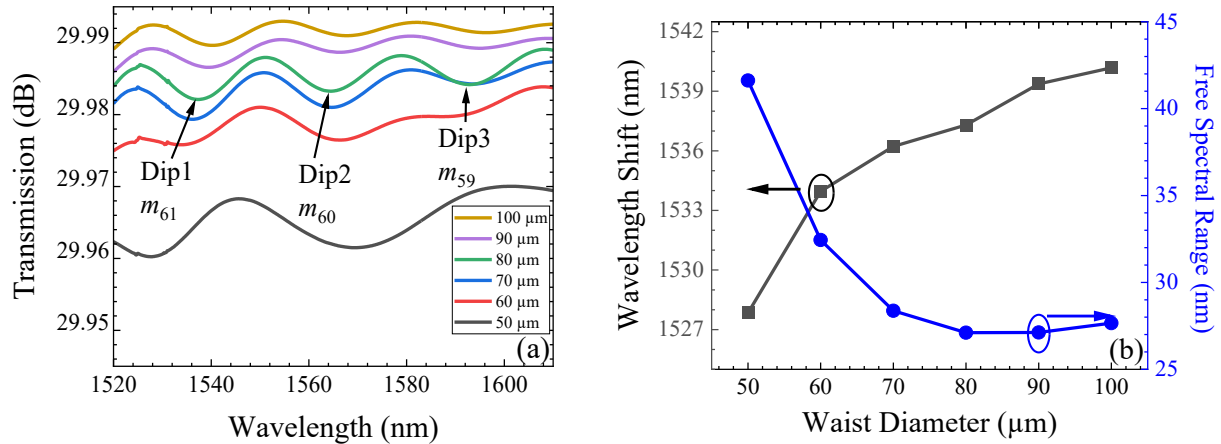 29.99
29.98
29.97
29.96
29.95
Transmission (dB)
Dip1
m61
Dip2
m60
Dip3
m59
100 µm
90 µm
80 µm
70 µm
60 µm
50 µm
(a)
1520 1540 1560 1580 1600
Wavelength (nm)
1542
1539
1536
1533
1530
1527
Wavelength Shift (nm)
45
40
35
30
25
Free Spectral
Range (nm)
(b)
50 60 70 80 90 100
Waist Diameter (µm)